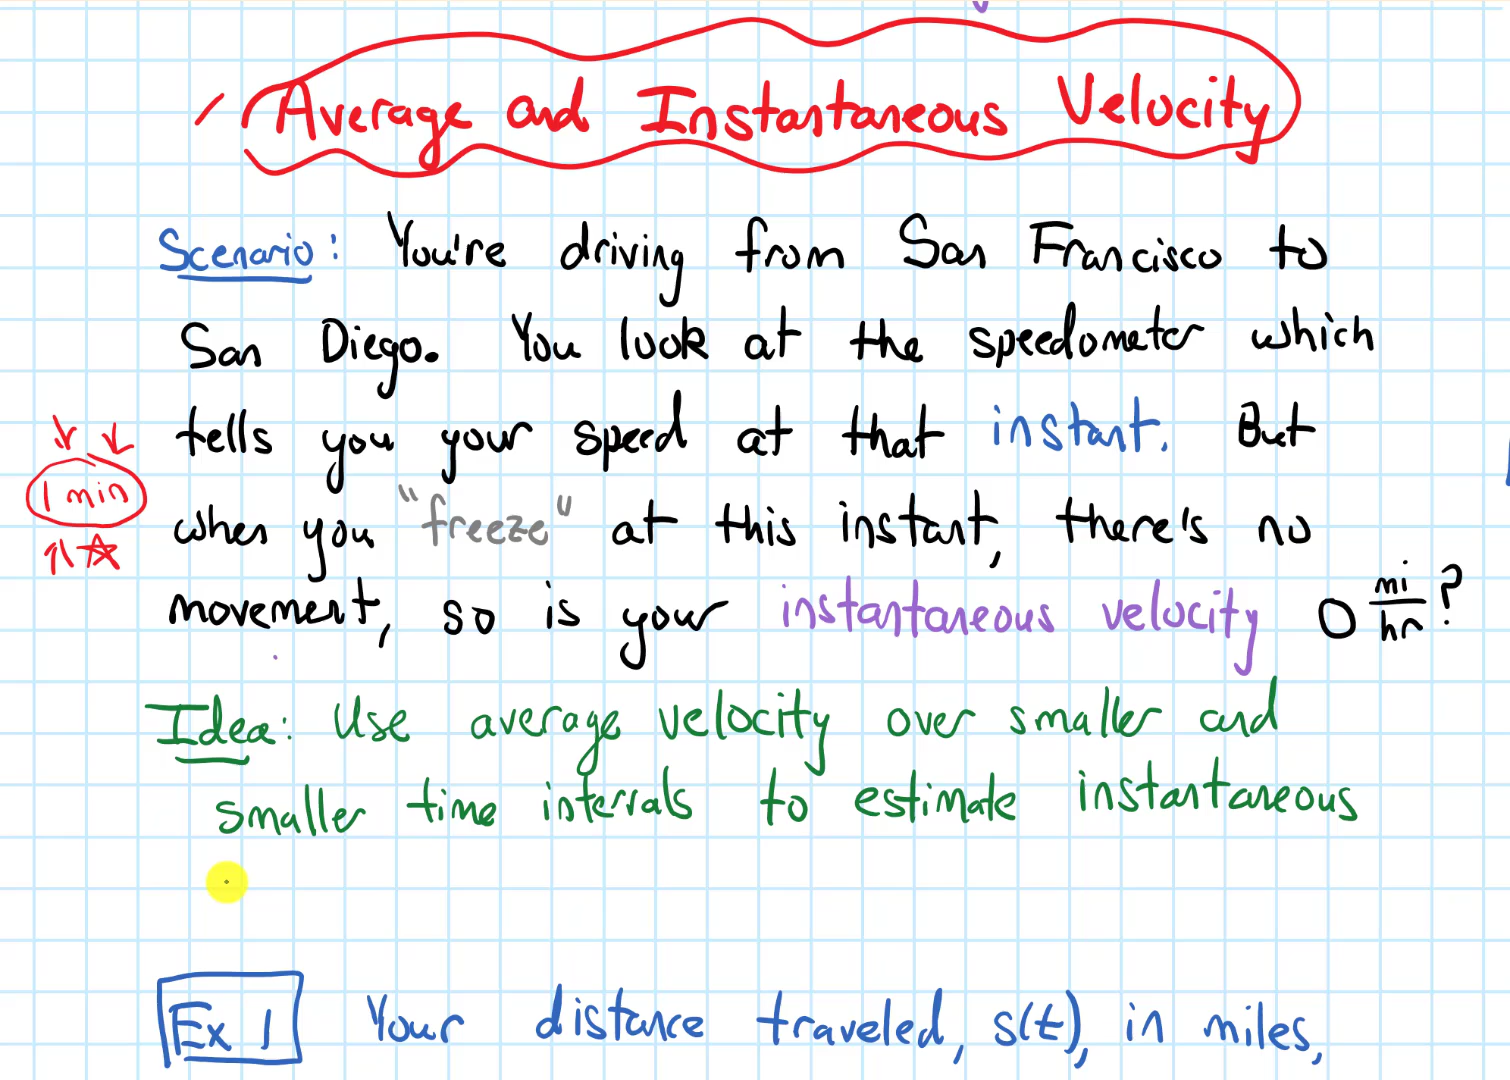 Average and Instantaneous Velocity
Scenario: You're driving from San Francisco to
San Diego. You look at the speedometer which
tells you your speed at that instant. But
1 min
when you "freeze" at this instant, there's no
movement, so is your instantaneous velocity 0 mi/hr?
Idea: Use average velocity over smaller and
smaller time intervals to estimate instantaneous
Ex 1 Your distance traveled, s(t), in miles,